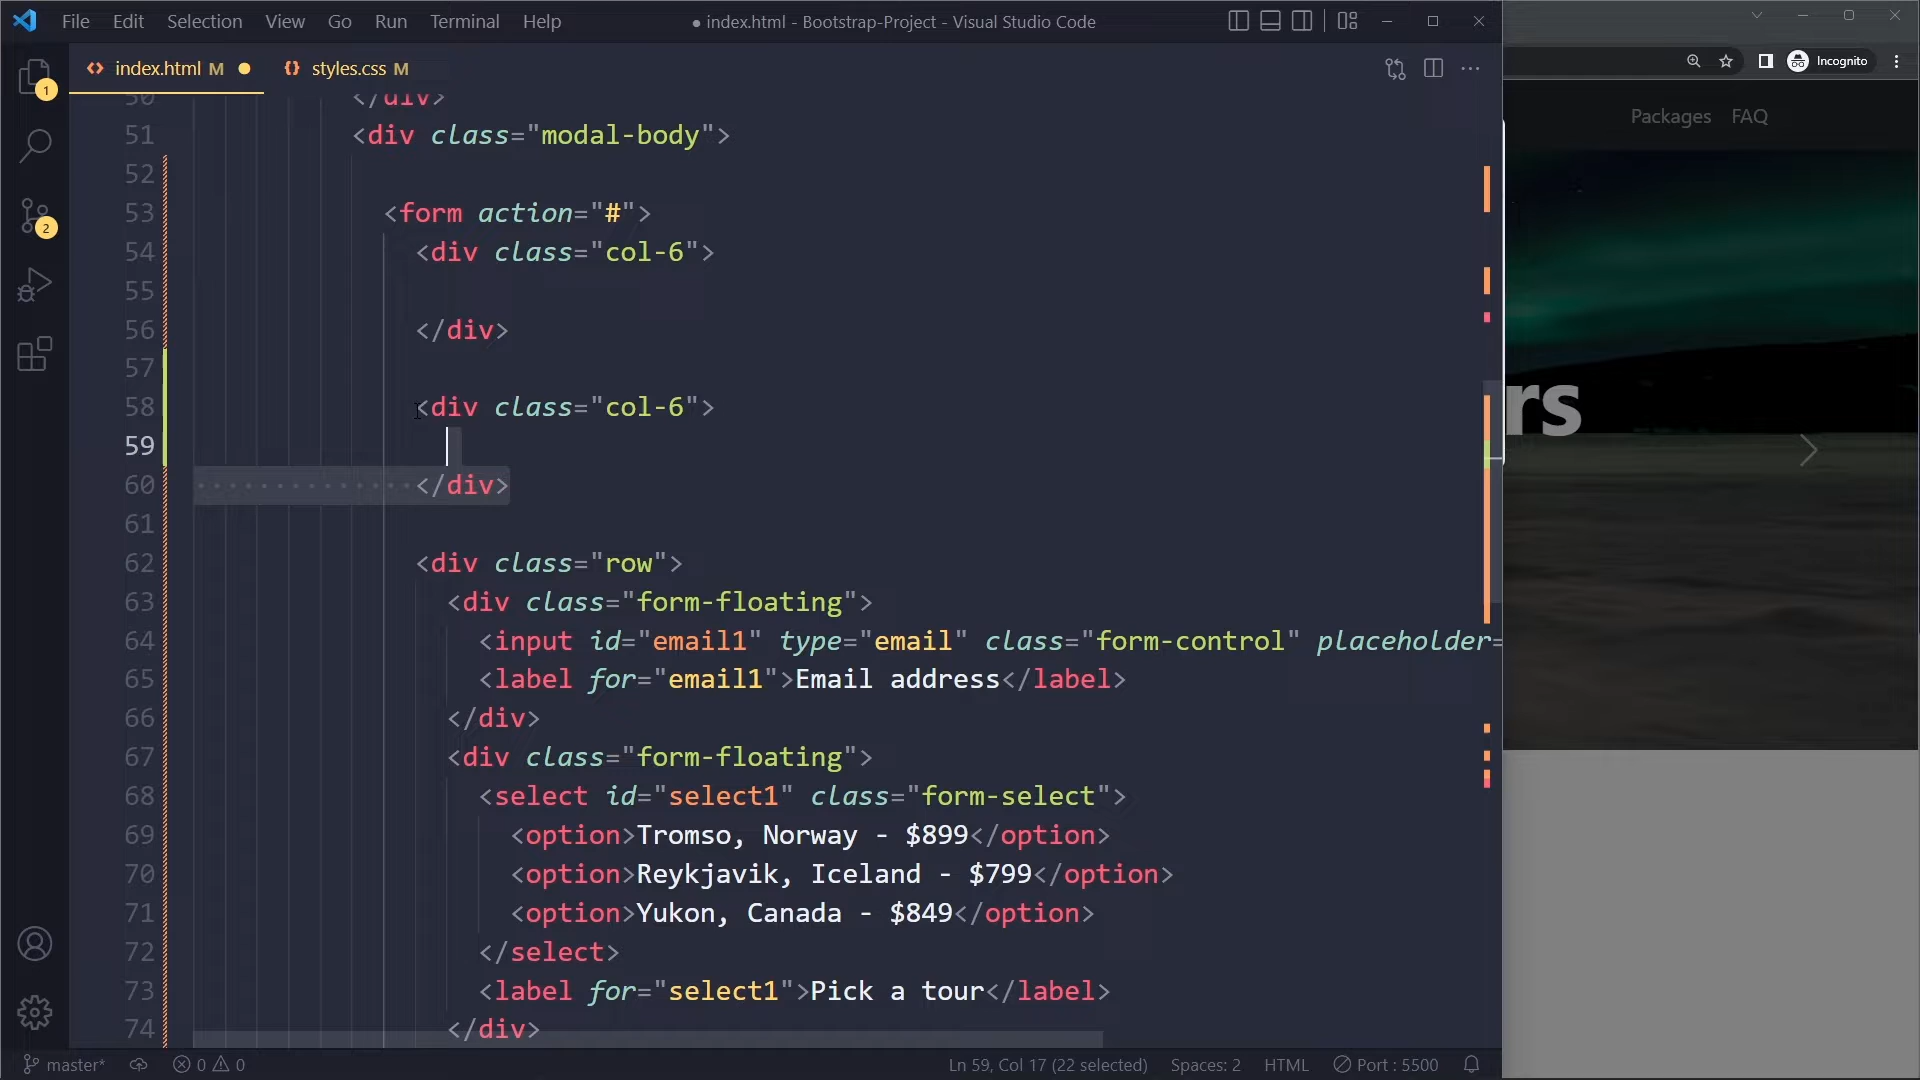 File Edit Selection View Go Run Terminal Help
● index.html - Bootstrap-Project - Visual Studio Code
index.html M ● styles.css M
Incognito
Packages FAQ
50 </div>
51 <div class="modal-body">
52
53 <form action="#">
54 <div class="col-6">
55
56 </div>
57
58 <div class="col-6">
59
60 </div>
61
62 <div class="row">
63 <div class="form-floating">
64 <input id="email1" type="email" class="form-control" placeholder=
65 <label for="email1">Email address</label>
66 </div>
67 <div class="form-floating">
68 <select id="select1" class="form-select">
69 <option>Tromso, Norway - $899</option>
70 <option>Reykjavik, Iceland - $799</option>
71 <option>Yukon, Canada - $849</option>
72 </select>
73 <label for="select1">Pick a tour</label>
74 </div>
1
2
rs
master* 0 0 Ln 59, Col 17 (22 selected) Spaces: 2 HTML Port : 5500